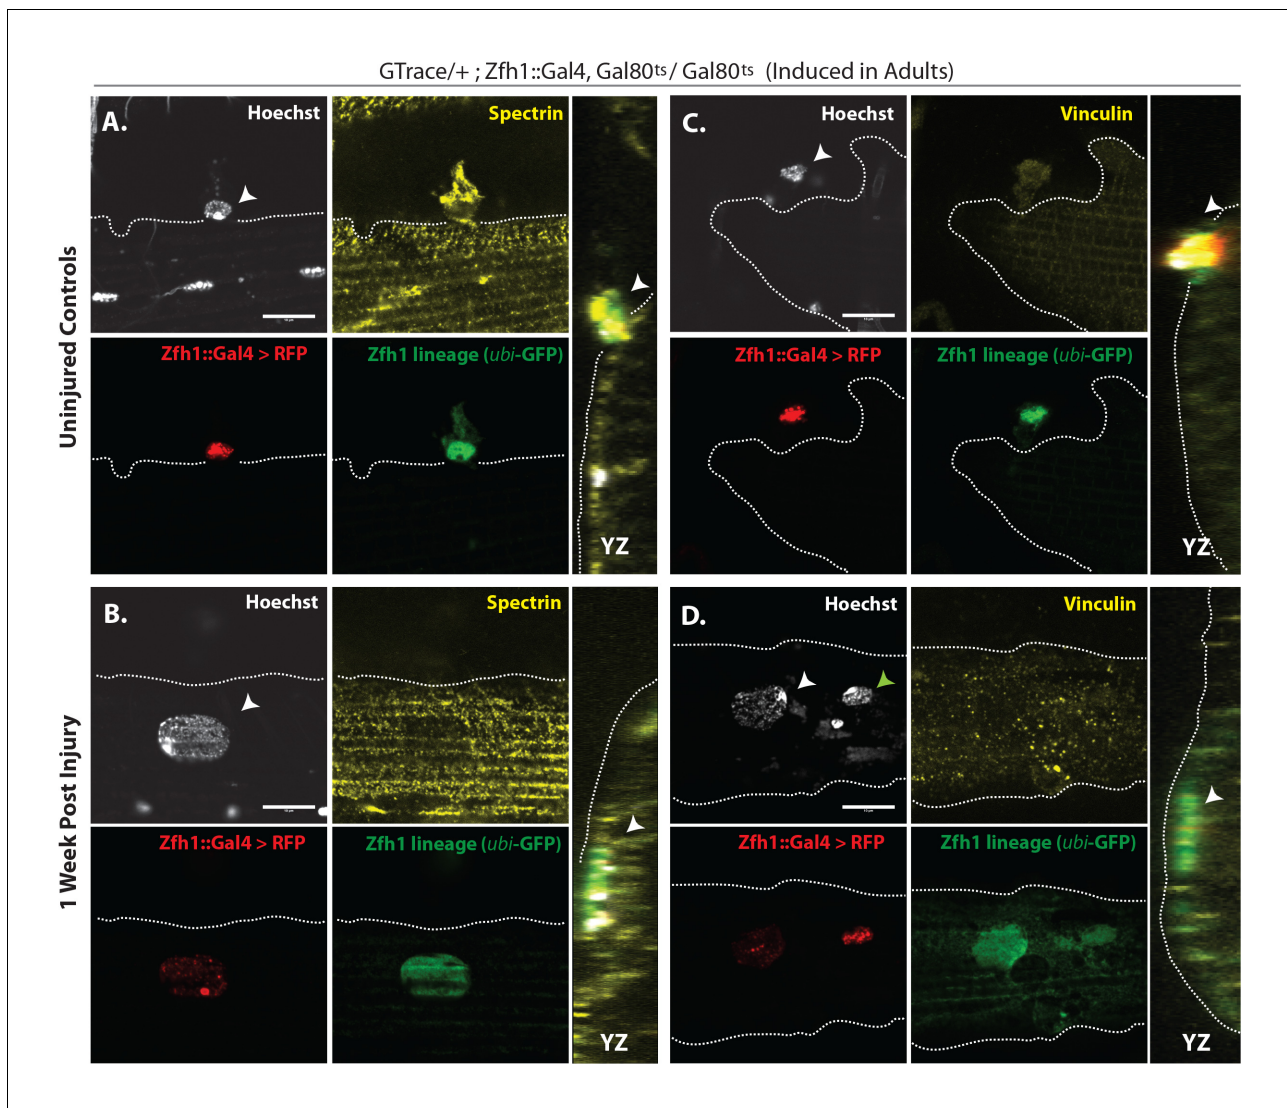 GTrace/+ ; Zfh1::Gal4, Gal80ts / Gal80ts (Induced in Adults)
Uninjured Controls
A.
Hoechst
Spectrin
Zfh1::Gal4 > RFP
Zfh1 lineage (ubi-GFP)
YZ
C.
Hoechst
Vinculin
Zfh1::Gal4 > RFP
Zfh1 lineage (ubi-GFP)
YZ
1 Week Post Injury
B.
Hoechst
Spectrin
Zfh1::Gal4 > RFP
Zfh1 lineage (ubi-GFP)
YZ
D.
Hoechst
Vinculin
Zfh1::Gal4 > RFP
Zfh1 lineage (ubi-GFP)
YZ